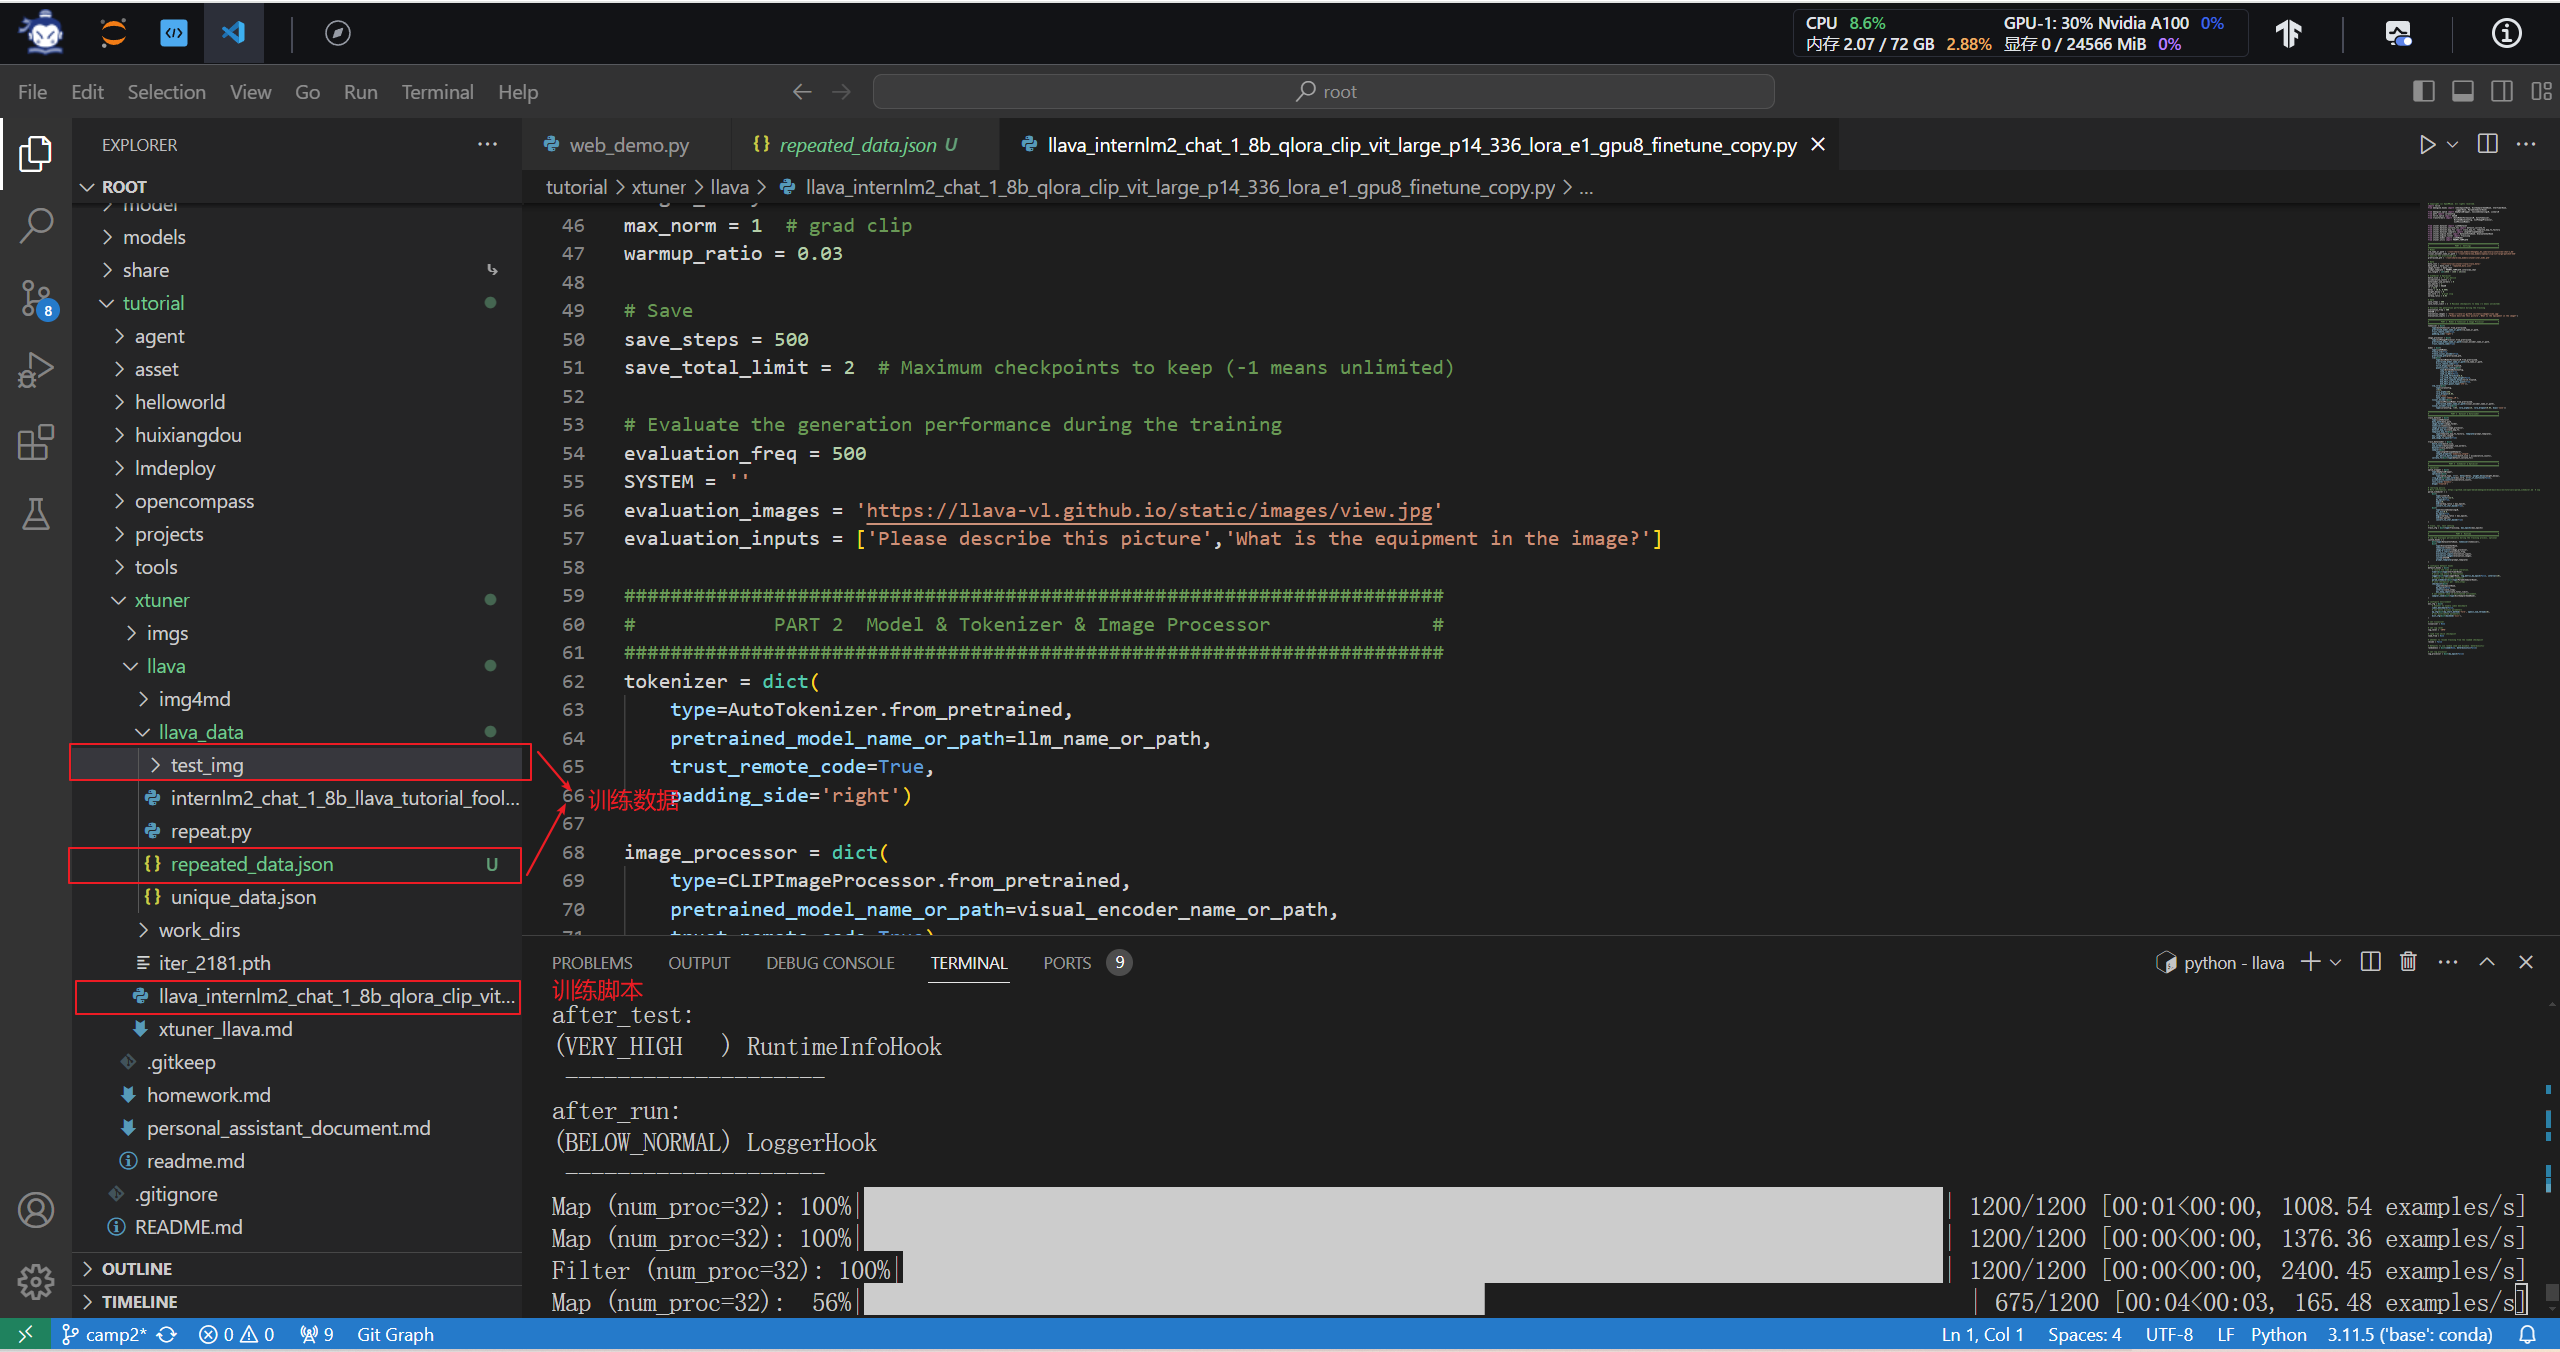 CPU 8.6% GPU-1: 30% Nvidia A100 0%
内存 2.07 / 72 GB 2.88% 显存 0 / 24566 MiB 0%
File Edit Selection View Go Run Terminal Help
root
EXPLORER
ROOT
model
models
share
tutorial
agent
asset
helloworld
huixiangdou
lmdeploy
opencompass
projects
tools
xtuner
imgs
llava
img4md
llava_data
test_img
internlm2_chat_1_8b_llava_tutorial_fool...
repeat.py
repeated_data.json U
unique_data.json
work_dirs
iter_2181.pth
llava_internlm2_chat_1_8b_qlora_clip_vit...
xtuner_llava.md
.gitkeep
homework.md
personal_assistant_document.md
readme.md
.gitignore
README.md
OUTLINE
TIMELINE
8
web_demo.py repeated_data.json U llava_internlm2_chat_1_8b_qlora_clip_vit_large_p14_336_lora_e1_gpu8_finetune_copy.py
tutorial > xtuner > llava > llava_internlm2_chat_1_8b_qlora_clip_vit_large_p14_336_lora_e1_gpu8_finetune_copy.py > ...
46 max_norm = 1  # grad clip
47 warmup_ratio = 0.03
48
49 # Save
50 save_steps = 500
51 save_total_limit = 2  # Maximum checkpoints to keep (-1 means unlimited)
52
53 # Evaluate the generation performance during the training
54 evaluation_freq = 500
55 SYSTEM = ''
56 evaluation_images = 'https://llava-vl.github.io/static/images/view.jpg'
57 evaluation_inputs = ['Please describe this picture','What is the equipment in the image?']
58
59 #######################################################################
60 #            PART 2  Model & Tokenizer & Image Processor              #
61 #######################################################################
62 tokenizer = dict(
63     type=AutoTokenizer.from_pretrained,
64     pretrained_model_name_or_path=llm_name_or_path,
65     trust_remote_code=True,
66     padding_side='right')
训练数据
67
68 image_processor = dict(
69     type=CLIPImageProcessor.from_pretrained,
70     pretrained_model_name_or_path=visual_encoder_name_or_path,
71     trust_remote_code=True)
PROBLEMS OUTPUT DEBUG CONSOLE TERMINAL PORTS 9 python - llava
训练脚本
after_test:
(VERY_HIGH   ) RuntimeInfoHook
--------------------
after_run:
(BELOW_NORMAL) LoggerHook
--------------------
Map (num_proc=32): 100%| | 1200/1200 [00:01<00:00, 1008.54 examples/s]
Map (num_proc=32): 100%| | 1200/1200 [00:00<00:00, 1376.36 examples/s]
Filter (num_proc=32): 100%| | 1200/1200 [00:00<00:00, 2400.45 examples/s]
Map (num_proc=32):  56%| | 675/1200 [00:04<00:03, 165.48 examples/s]
camp2* 0 0 9 Git Graph Ln 1, Col 1 Spaces: 4 UTF-8 LF Python 3.11.5 ('base': conda)